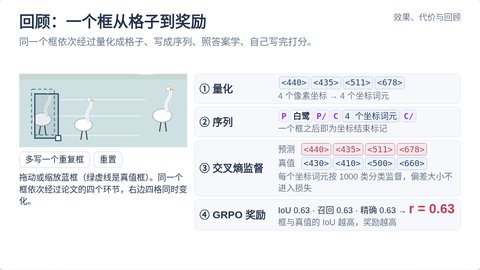 回顾：一个框从格子到奖励
效果、代价与回顾
同一个框依次经过量化成格子、写成序列、照答案学、自己写完打分。
多写一个重复框 重置
拖动或缩放蓝框（绿虚线是真值框）。同一个
框依次经过论文的四个环节，右边四格同时变
化。
① 量化
<440> <435> <511> <678>
4 个像素坐标 → 4 个坐标词元
② 序列
P 白鹭 P/ C 4 个坐标词元 C/
一个框之后即为坐标结束标记
③ 交叉熵监督
预测 <440> <435> <511> <678>
真值 <430> <410> <500> <660>
每个坐标词元按 1000 类分类监督，偏差大小不
进入损失
④ GRPO 奖励
IoU 0.63 · 召回 0.63 · 精确 0.63 → r = 0.63
框与真值的 IoU 越高，奖励越高